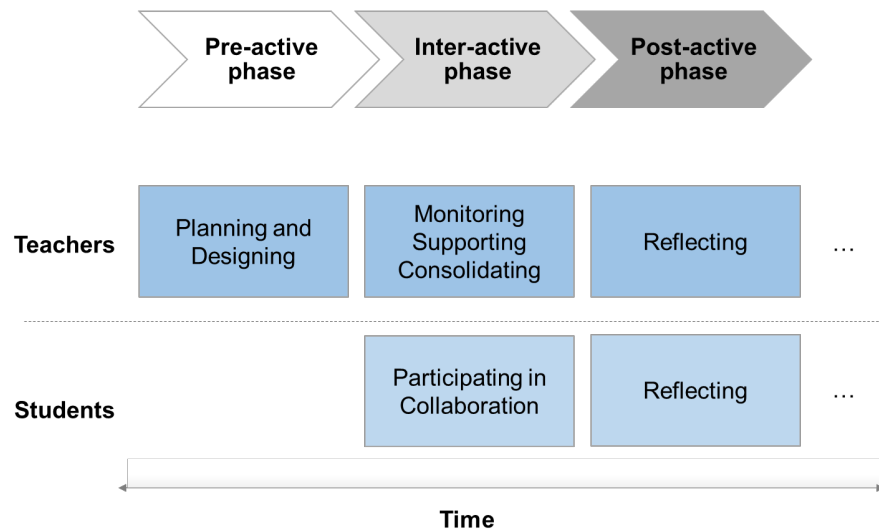 Pre-active
phase
Inter-active
phase
Post-active
phase
Teachers
Planning and
Designing
Monitoring
Supporting
Consolidating
Reflecting
...
Students
Participating in
Collaboration
Reflecting
...
Time